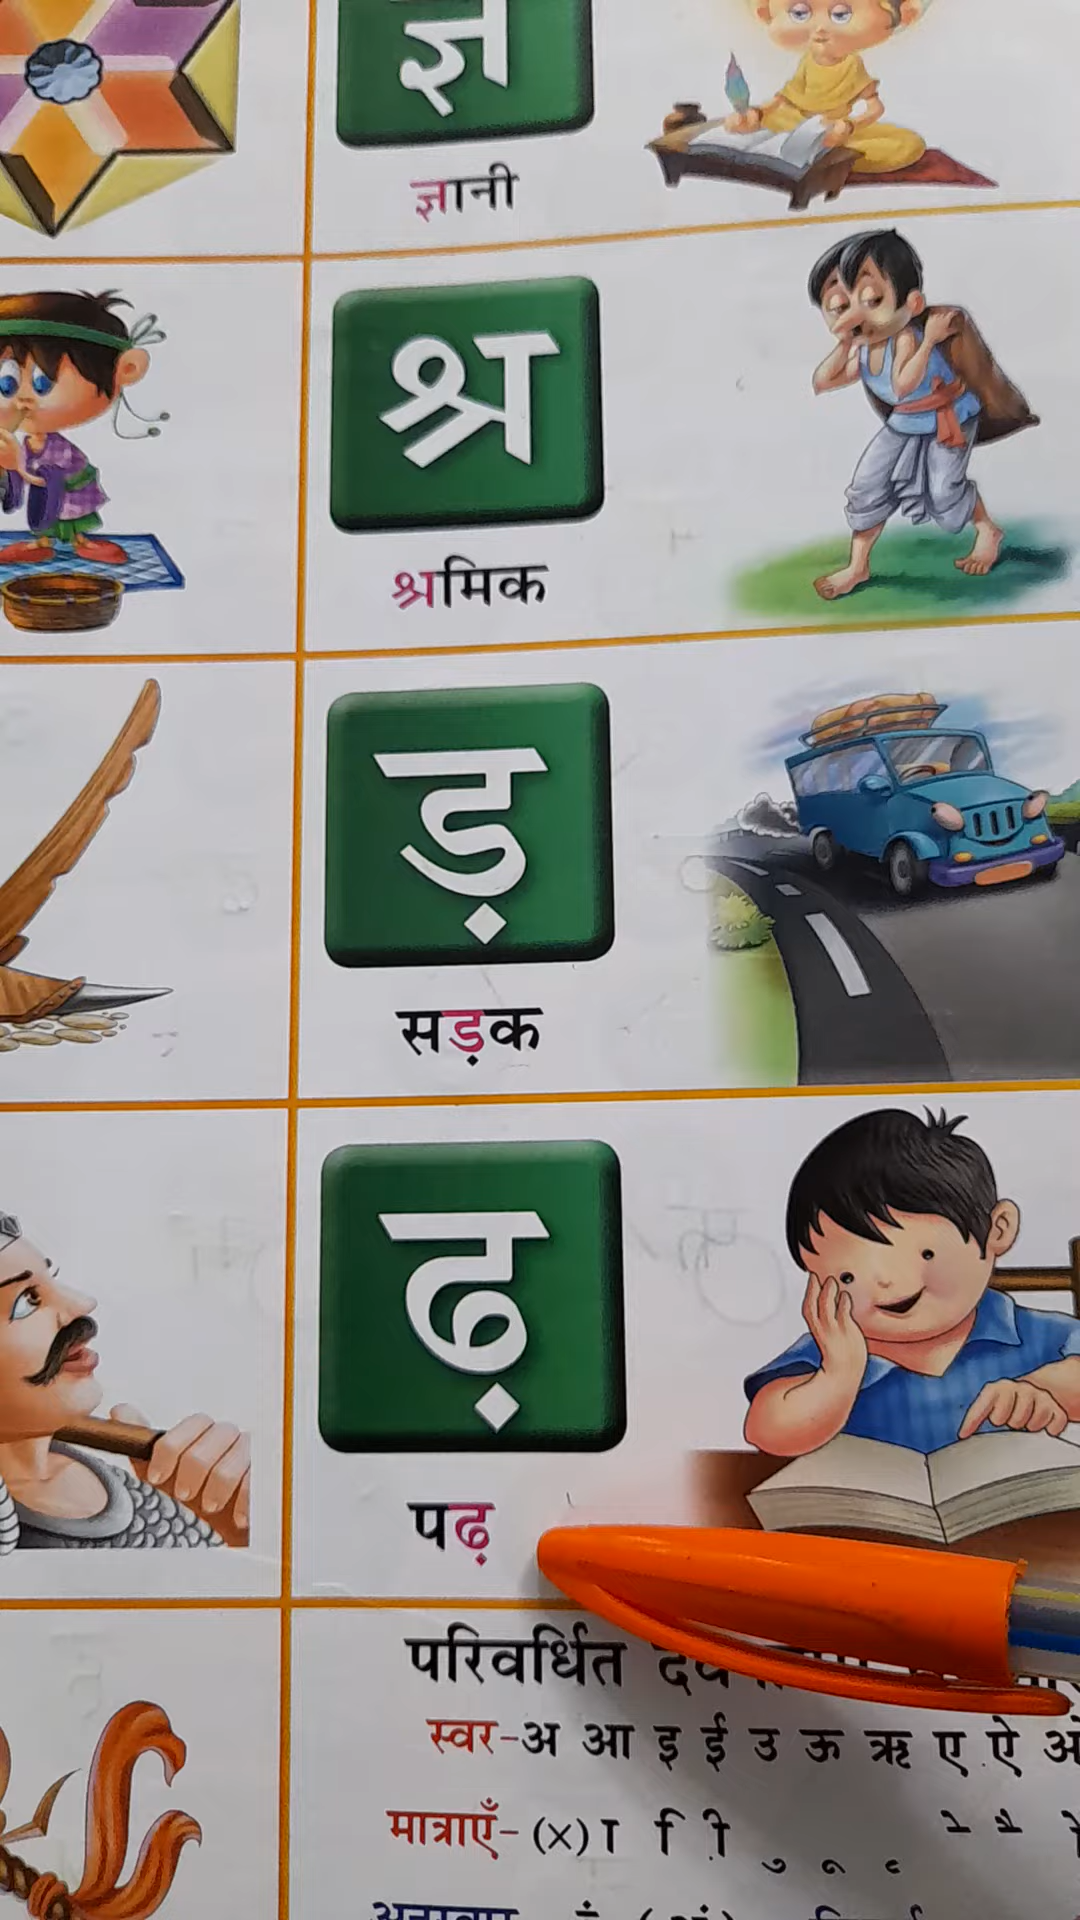 ज्ञ
ज्ञानी
श्र
श्रमिक
ड़
सड़क
ढ़
पढ़
परिवर्धित
स्वर-अ आ इ ई उ ऊ ऋ ए ऐ
मात्राएँ-(x) ा ि ी ु ू ृ े ै